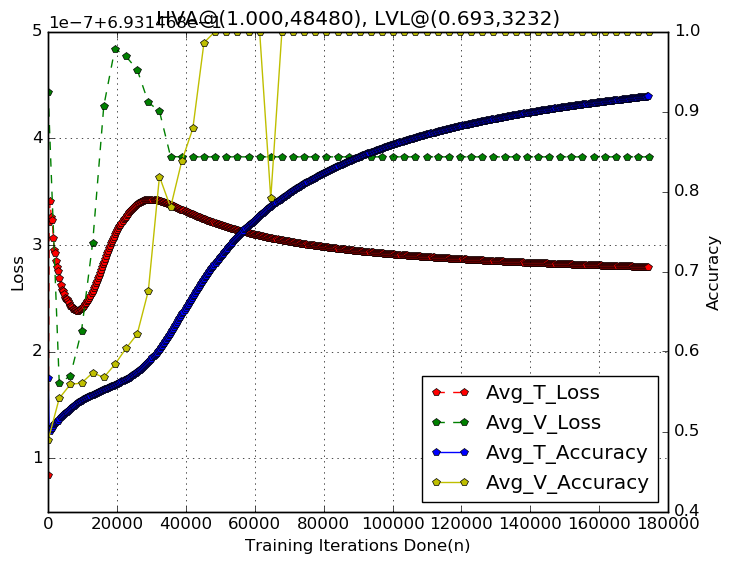 HVA@(1.000,48480), LVL@(0.693,3232)
1e-7+6.931468e-1
5
4
3
2
1
1.0
0.9
0.8
0.7
0.6
0.5
0.4
Loss
Accuracy
Avg_T_Loss
Avg_V_Loss
Avg_T_Accuracy
Avg_V_Accuracy
0 20000 40000 60000 80000 100000 120000 140000 160000 180000
Training Iterations Done(n)